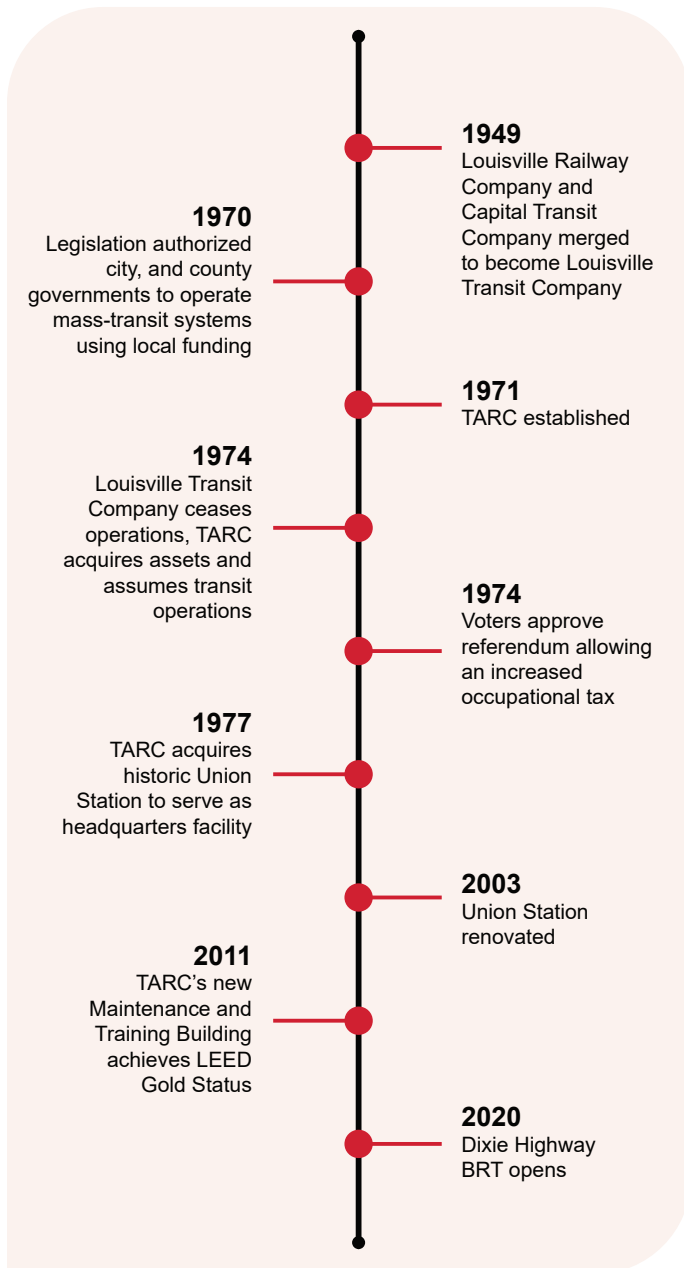 1949
Louisville Railway
Company and
Capital Transit
Company merged
to become Louisville
Transit Company
1970
Legislation authorized
city, and county
governments to operate
mass-transit systems
using local funding
1971
TARC established
1974
Louisville Transit
Company ceases
operations, TARC
acquires assets and
assumes transit
operations
1974
Voters approve
referendum allowing
an increased
occupational tax
1977
TARC acquires
historic Union
Station to serve as
headquarters facility
2003
Union Station
renovated
2011
TARC’s new
Maintenance and
Training Building
achieves LEED
Gold Status
2020
Dixie Highway
BRT opens